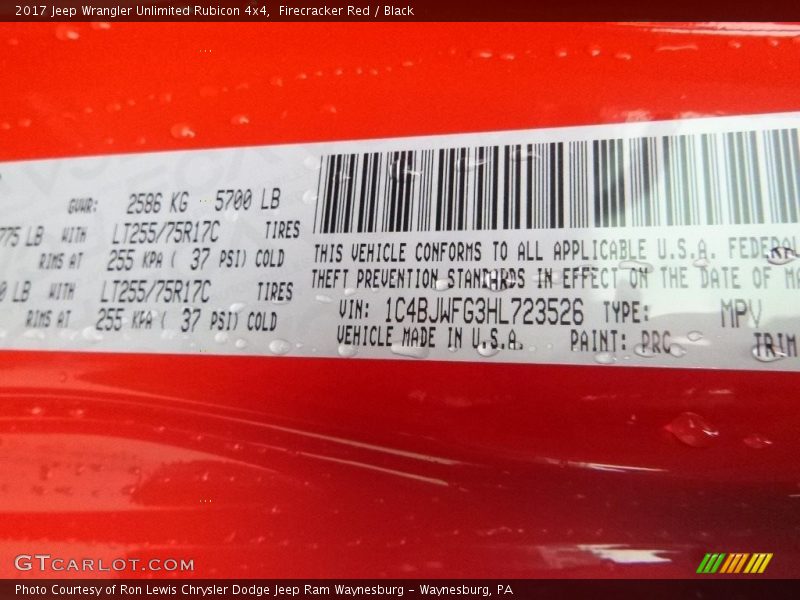 2017 Jeep Wrangler Unlimited Rubicon 4x4, Firecracker Red / Black
GVWR: 2586 KG 5700 LB
775 LB WITH LT255/75R17C TIRES
RIMS AT 255 KPA ( 37 PSI) COLD
0 LB WITH LT255/75R17C TIRES
RIMS AT 255 KPA ( 37 PSI) COLD
THIS VEHICLE CONFORMS TO ALL APPLICABLE U.S.A. FEDERAL
THEFT PREVENTION STANDARDS IN EFFECT ON THE DATE OF MA
VIN: 1C4BJWFG3HL723526 TYPE: MPV
VEHICLE MADE IN U.S.A. PAINT: PRC TRIM
GTCARLOT.COM
Photo Courtesy of Ron Lewis Chrysler Dodge Jeep Ram Waynesburg - Waynesburg, PA